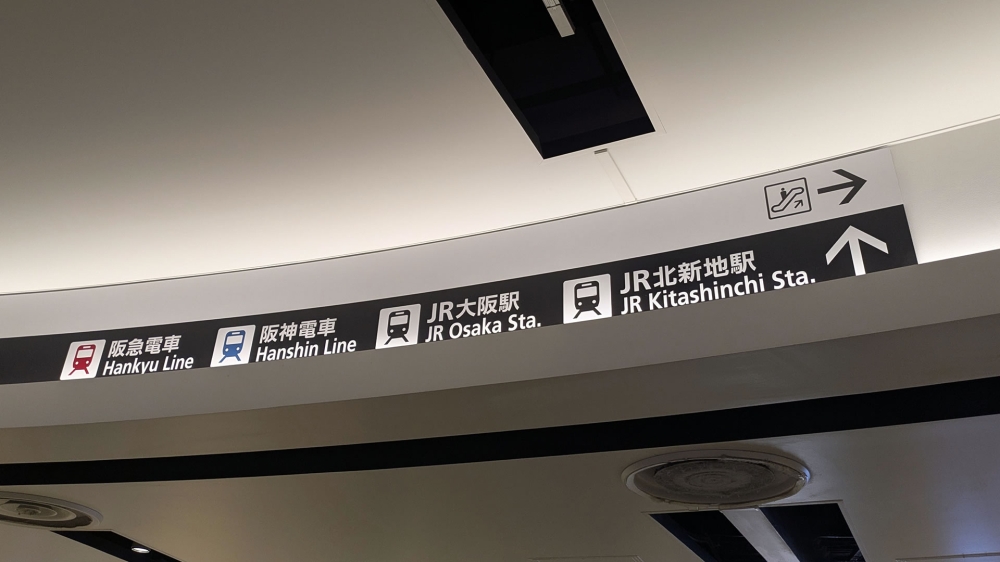 阪急電車
Hankyu Line
阪神電車
Hanshin Line
JR大阪駅
JR Osaka Sta.
JR北新地駅
JR Kitashinchi Sta.